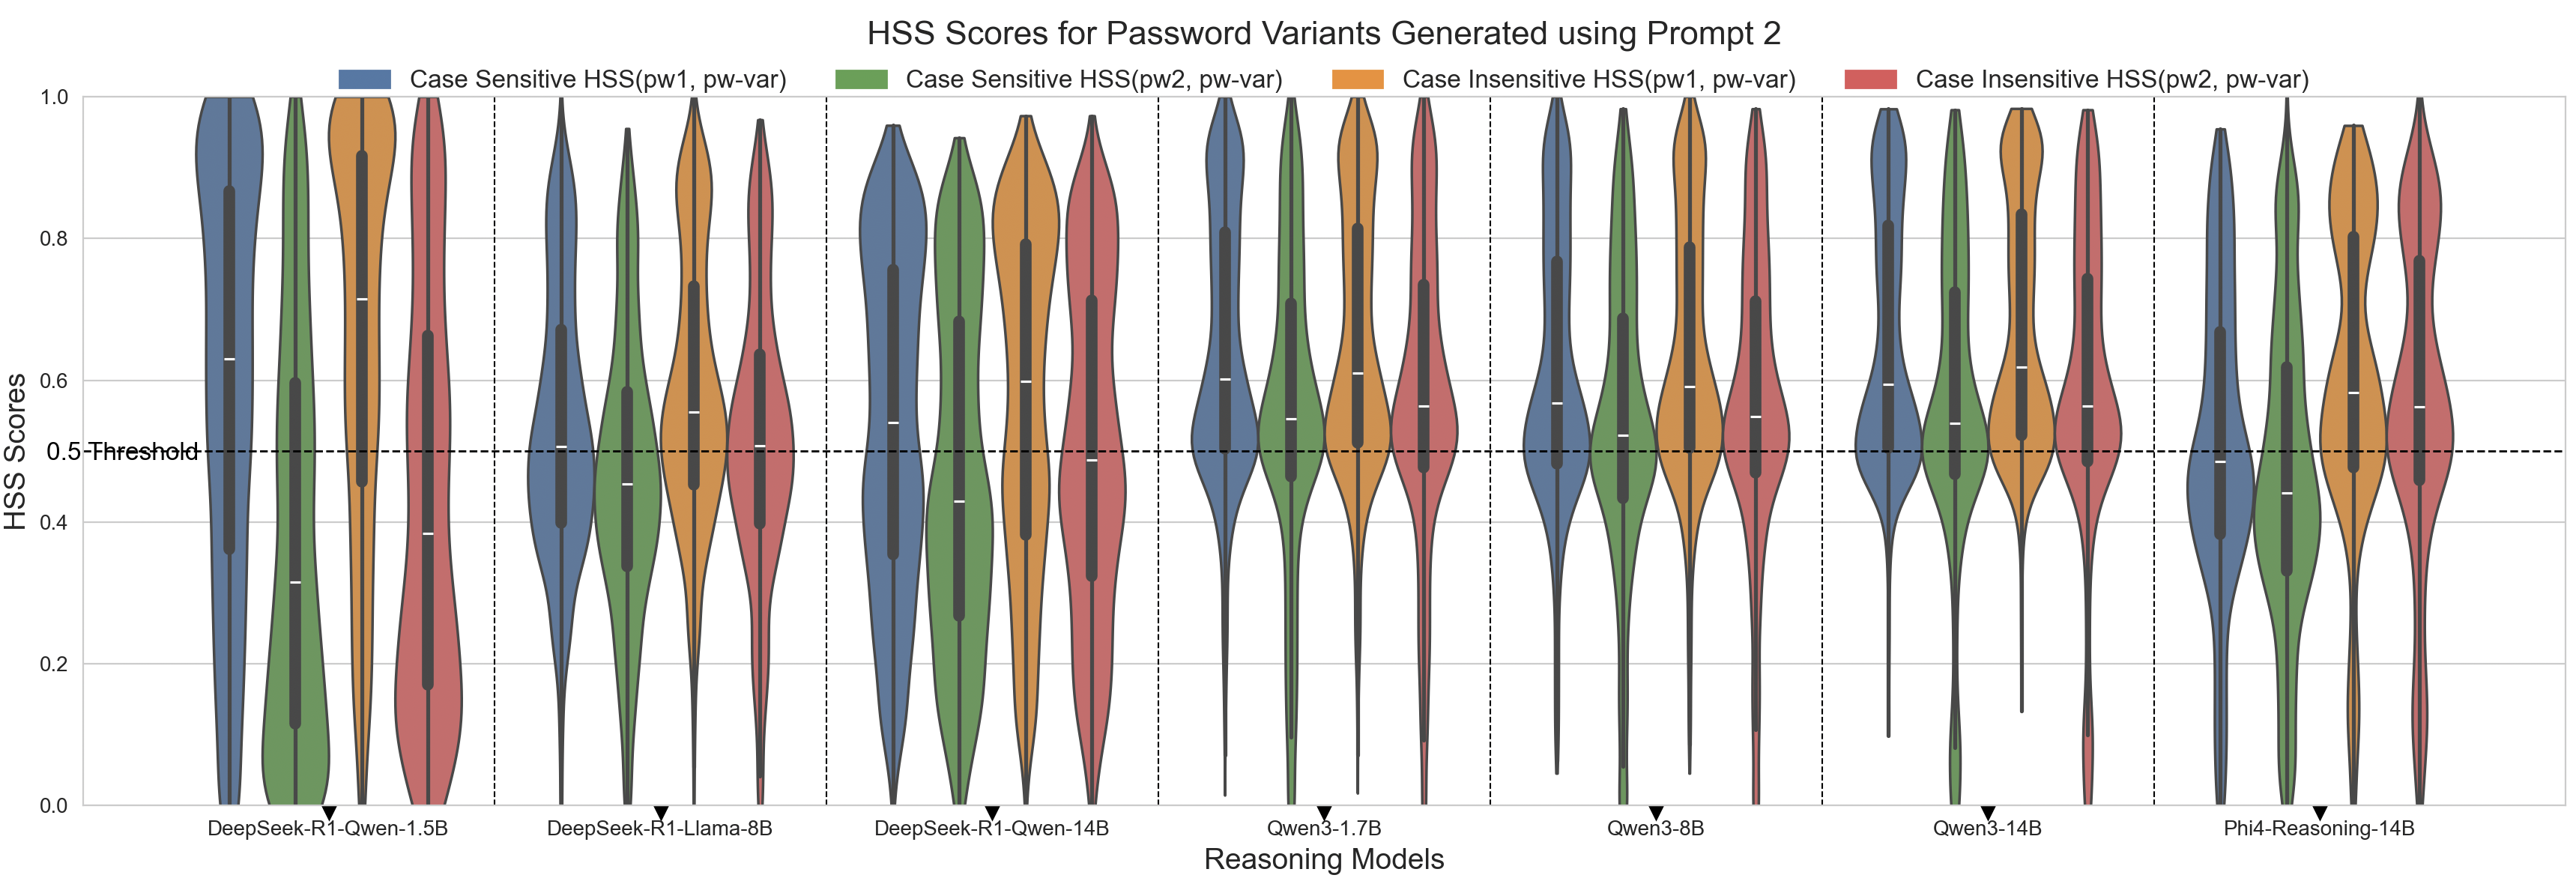 HSS Scores for Password Variants Generated using Prompt 2
Case Sensitive HSS(pw1, pw-var) Case Sensitive HSS(pw2, pw-var) Case Insensitive HSS(pw1, pw-var) Case Insensitive HSS(pw2, pw-var)
HSS Scores
1.0
0.8
0.6
0.5 Threshold
0.4
0.2
0.0
DeepSeek-R1-Qwen-1.5B DeepSeek-R1-Llama-8B DeepSeek-R1-Qwen-14B Qwen3-1.7B Qwen3-8B Qwen3-14B Phi4-Reasoning-14B
Reasoning Models